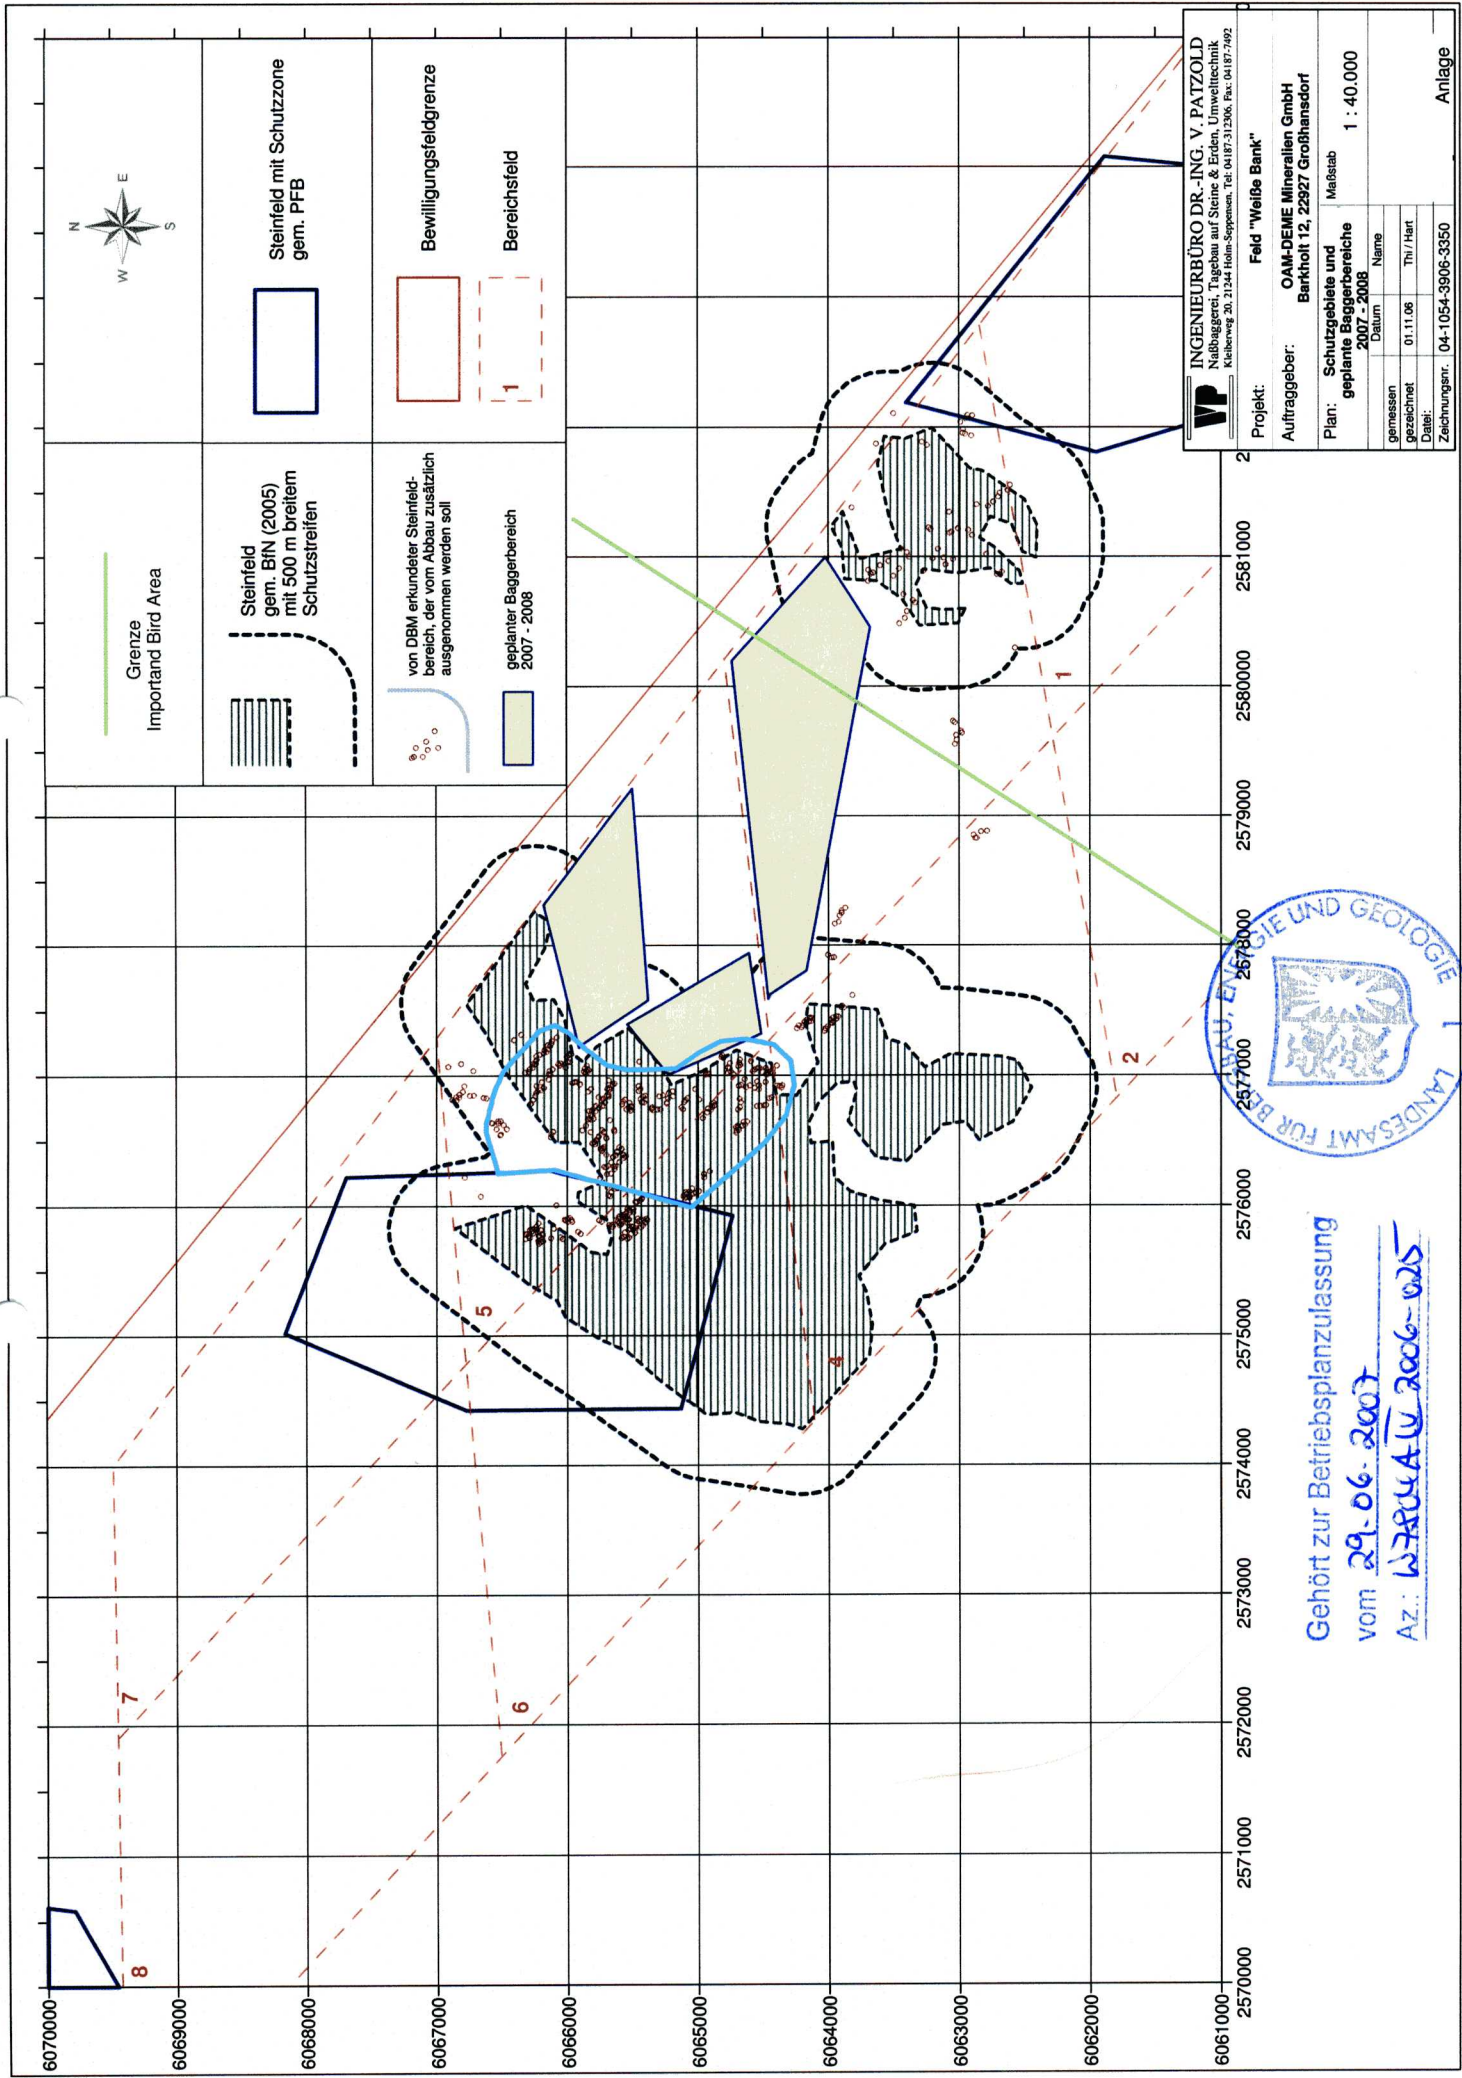 N
W
E
S
Grenze
Importand Bird Area
Steinfeld
gem. BfN (2005)
mit 500 m breitem
Schutzstreifen
Steinfeld mit Schutzzone
gem. PFB
von DBM erkundeter Steinfeld-
bereich, der vom Abbau zusätzlich
ausgenommen werden soll
geplanter Baggerbereich
2007 - 2008
Bewilligungsfeldgrenze
1
Bereichsfeld
6070000
6069000
6068000
6067000
6066000
6065000
6064000
6063000
6062000
6061000
2570000
2571000
2572000
2573000
2574000
2575000
2576000
2577000
2578000
2579000
2580000
2581000
8
7
6
5
4
2
1
VP
INGENIEURBÜRO DR.-ING. V. PATZOLD
Naßbaggerei, Tagebau auf Steine & Erden, Umwelttechnik
Kleiberweg 20, 21244 Holm-Seppensen, Tel: 04187-312306, Fax: 04187-7492
Projekt: Feld "Weiße Bank"
Auftraggeber: OAM-DEME Mineralien GmbH
Barkholt 12, 22927 Großhansdorf
Plan: Schutzgebiete und
geplante Baggerbereiche
2007 - 2008
Maßstab
1 : 40.000
Datum Name
gemessen
gezeichnet 01.11.06 Thi / Hart
Datei:
Zeichnungsnr. 04-1054-3906-3350
Anlage
LANDESAMT FÜR BERGBAU, ENERGIE UND GEOLOGIE
1
Gehört zur Betriebsplanzulassung
vom 29.06.2007
Az.: